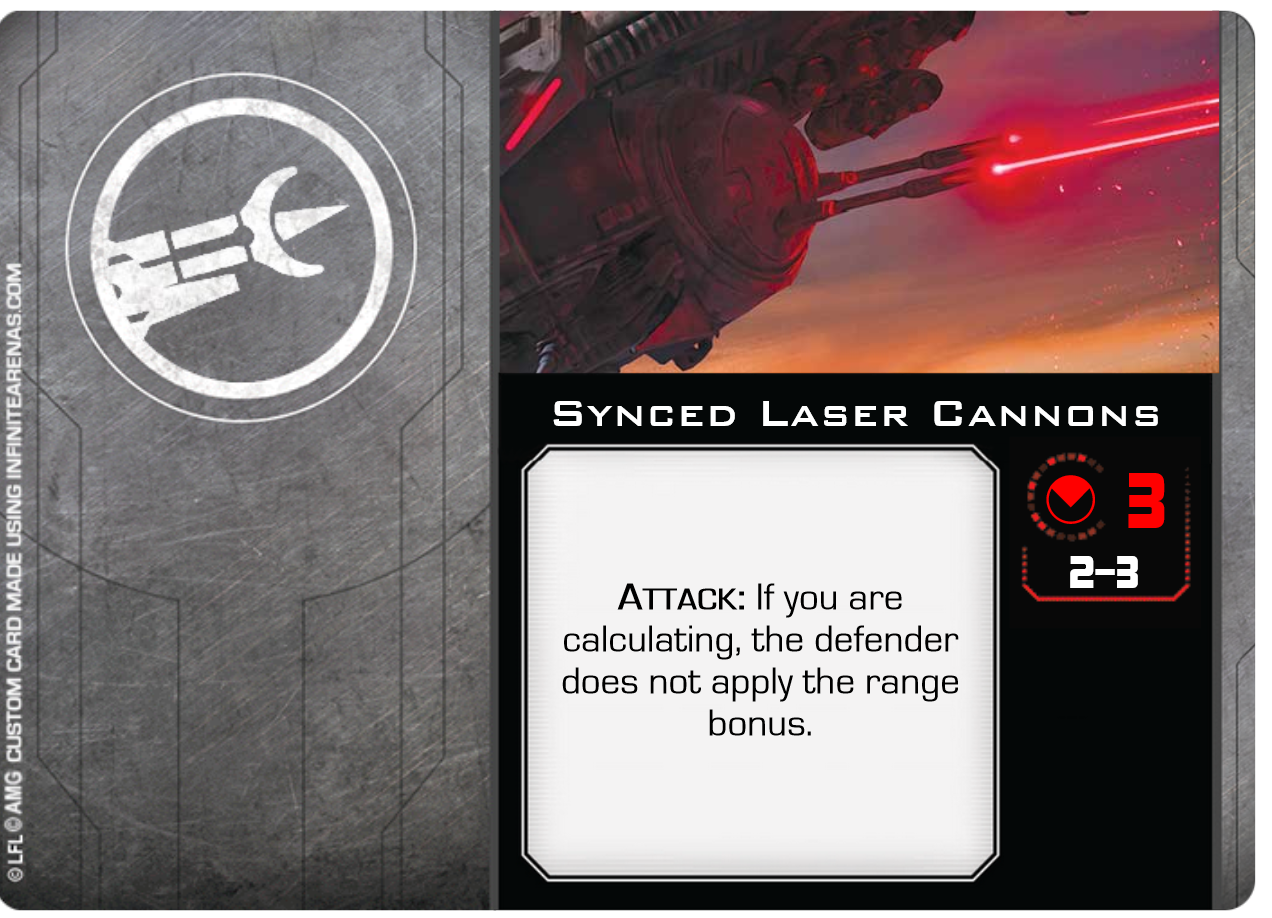 SYNCED LASER CANNONS
3
2–3
ATTACK: If you are
calculating, the defender
does not apply the range
bonus.
© LFL © AMG CUSTOM CARD MADE USING INFINITEARENAS.COM